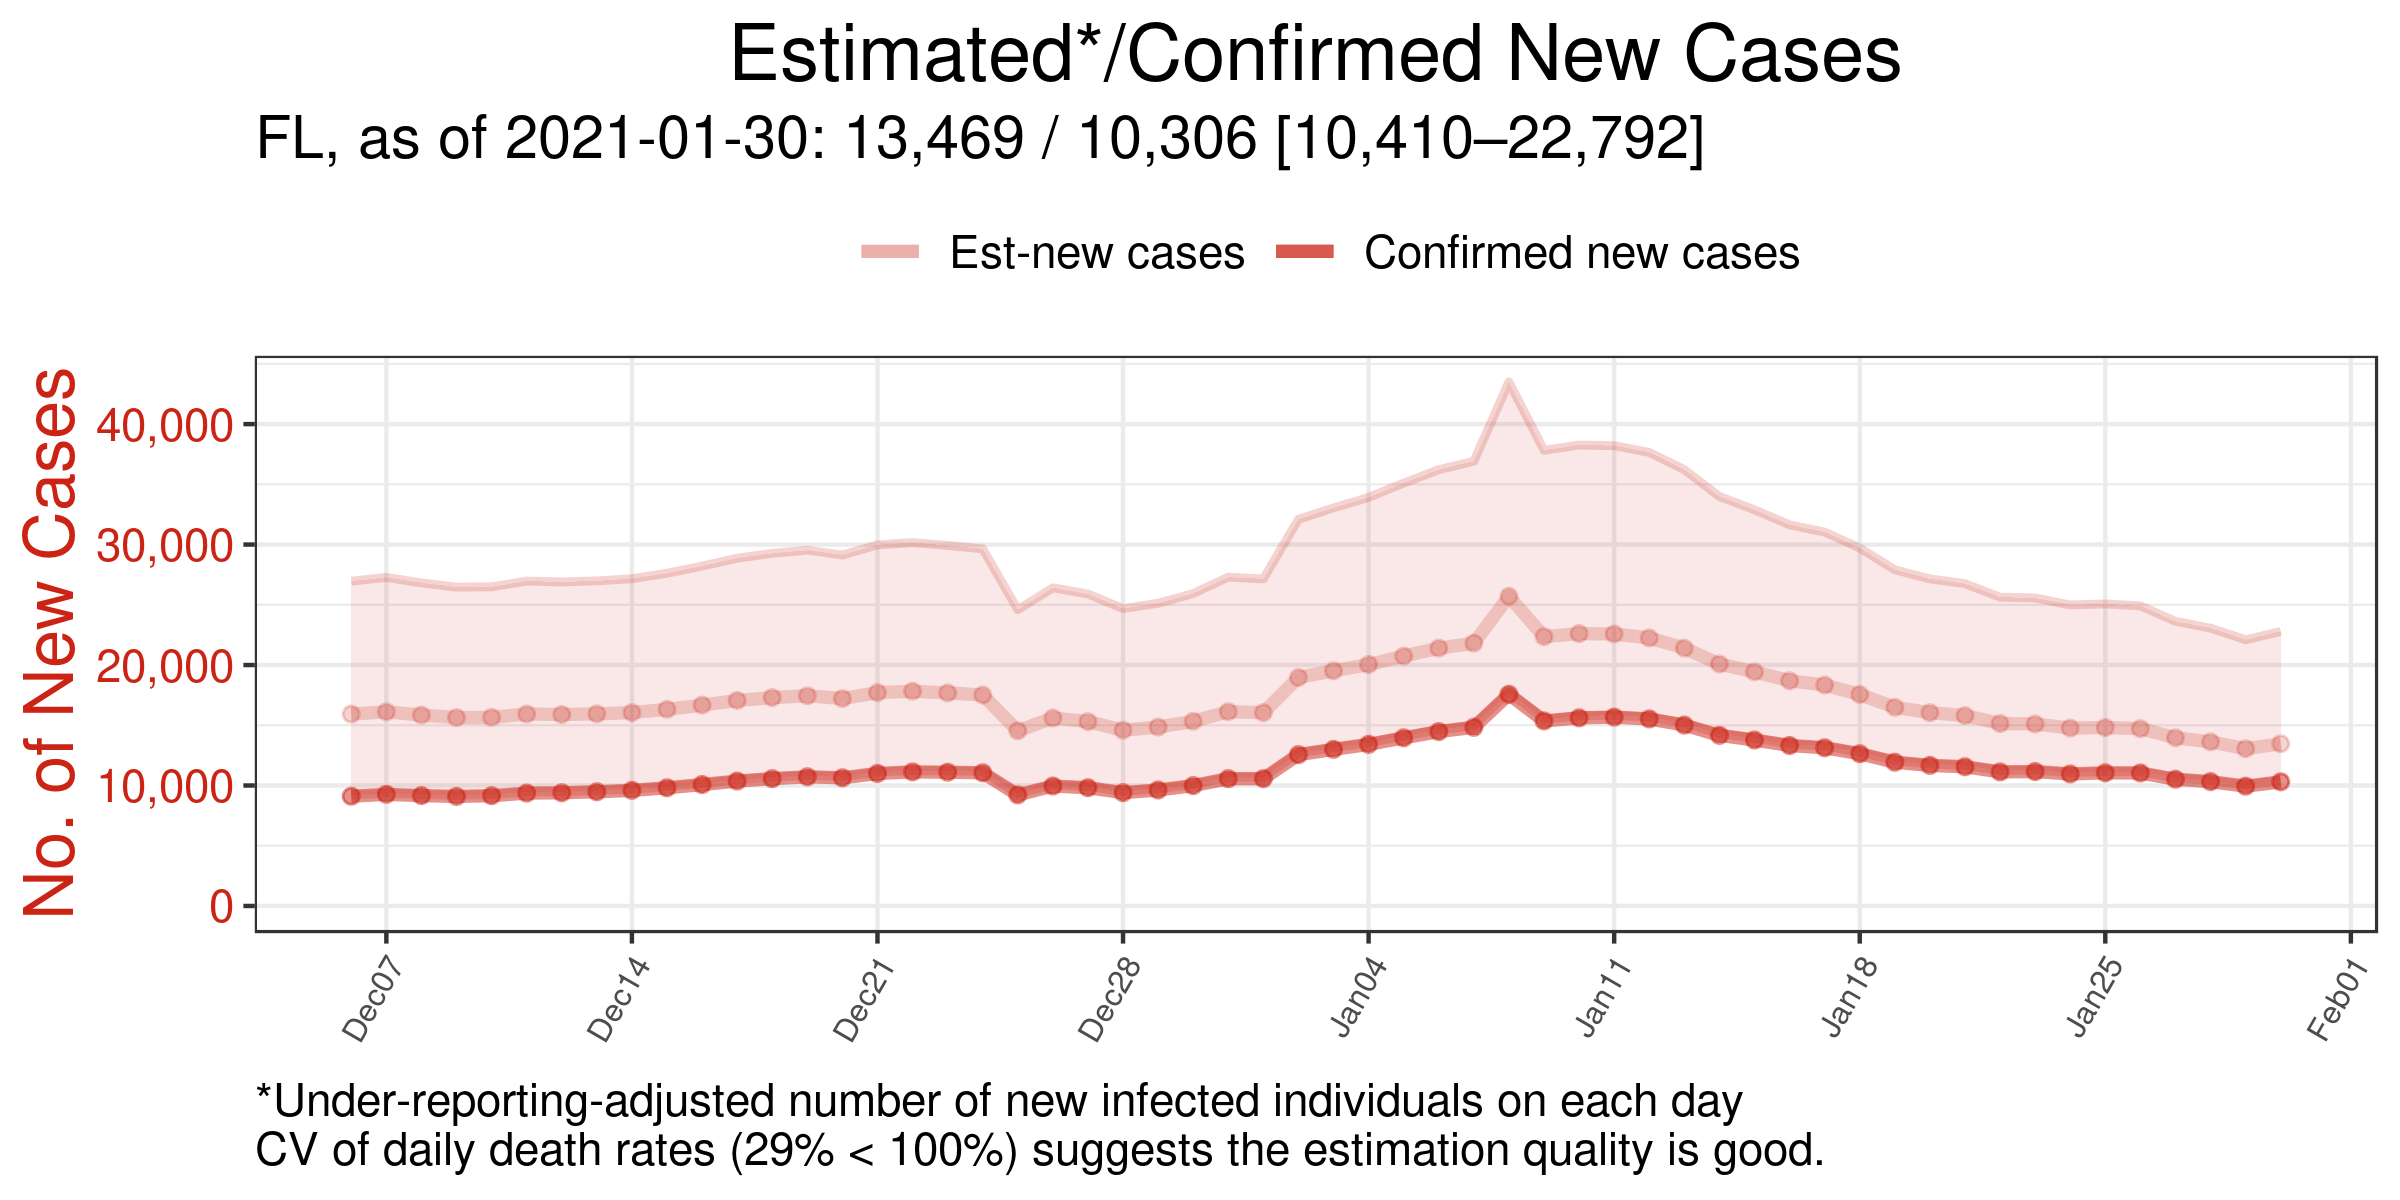 Estimated*/Confirmed New Cases
FL, as of 2021-01-30: 13,469 / 10,306 [10,410–22,792]
Est-new cases
Confirmed new cases
No. of New Cases
40,000
30,000
20,000
10,000
0
Dec07
Dec14
Dec21
Dec28
Jan04
Jan11
Jan18
Jan25
Feb01
*Under-reporting-adjusted number of new infected individuals on each day
CV of daily death rates (29% < 100%) suggests the estimation quality is good.